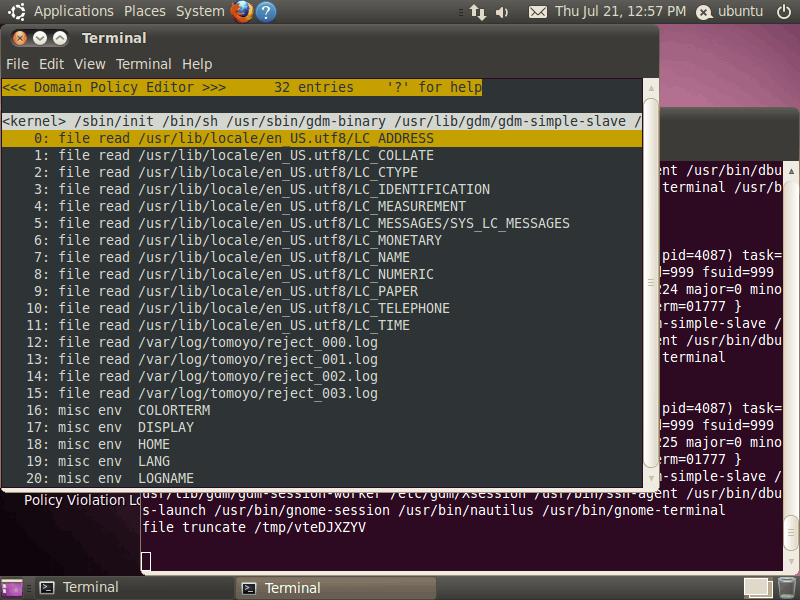 Applications Places System ? Thu Jul 21, 12:57 PM ubuntu
Terminal
File Edit View Terminal Help
<<< Domain Policy Editor >>>      32 entries    '?' for help
<kernel> /sbin/init /bin/sh /usr/sbin/gdm-binary /usr/lib/gdm/gdm-simple-slave /
0: file read /usr/lib/locale/en_US.utf8/LC_ADDRESS
1: file read /usr/lib/locale/en_US.utf8/LC_COLLATE
2: file read /usr/lib/locale/en_US.utf8/LC_CTYPE
3: file read /usr/lib/locale/en_US.utf8/LC_IDENTIFICATION
4: file read /usr/lib/locale/en_US.utf8/LC_MEASUREMENT
5: file read /usr/lib/locale/en_US.utf8/LC_MESSAGES/SYS_LC_MESSAGES
6: file read /usr/lib/locale/en_US.utf8/LC_MONETARY
7: file read /usr/lib/locale/en_US.utf8/LC_NAME
8: file read /usr/lib/locale/en_US.utf8/LC_NUMERIC
9: file read /usr/lib/locale/en_US.utf8/LC_PAPER
10: file read /usr/lib/locale/en_US.utf8/LC_TELEPHONE
11: file read /usr/lib/locale/en_US.utf8/LC_TIME
12: file read /var/log/tomoyo/reject_000.log
13: file read /var/log/tomoyo/reject_001.log
14: file read /var/log/tomoyo/reject_002.log
15: file read /var/log/tomoyo/reject_003.log
16: misc env  COLORTERM
17: misc env  DISPLAY
18: misc env  HOME
19: misc env  LANG
20: misc env  LOGNAME
ent /usr/bin/dbu
terminal /usr/b
pid=4087) task=
d=999 fsuid=999
224 major=0 mino
erm=01777 }
m-simple-slave /
ent /usr/bin/dbu
terminal
pid=4087) task=
d=999 fsuid=999
225 major=0 mino
erm=01777 }
m-simple-slave /
usr/lib/gdm/gdm-session-worker /etc/gdm/Xsession /usr/bin/ssh-agent /usr/bin/dbu
s-launch /usr/bin/gnome-session /usr/bin/nautilus /usr/bin/gnome-terminal
file truncate /tmp/vteDJXZYV
Policy Violation Lo
Terminal
Terminal